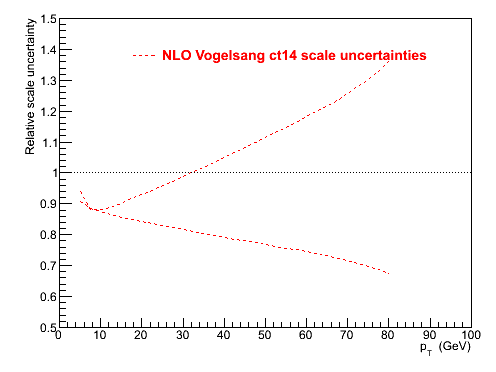 Relative scale uncertainty
1.5
1.4
1.3
1.2
1.1
1
0.9
0.8
0.7
0.6
0.5
NLO Vogelsang ct14 scale uncertainties
0 10 20 30 40 50 60 70 80 90 100
p_T (GeV)